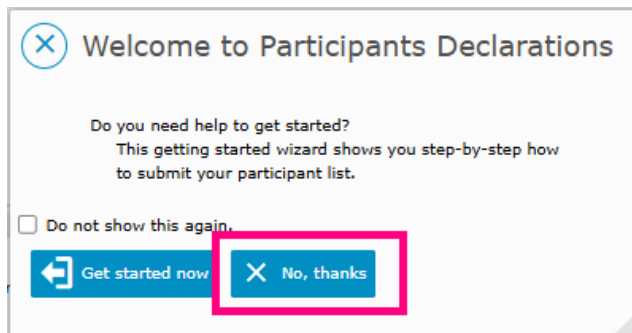 Welcome to Participants Declarations
Do you need help to get started?
This getting started wizard shows you step-by-step how
to submit your participant list.
Do not show this again.
Get started now
No, thanks